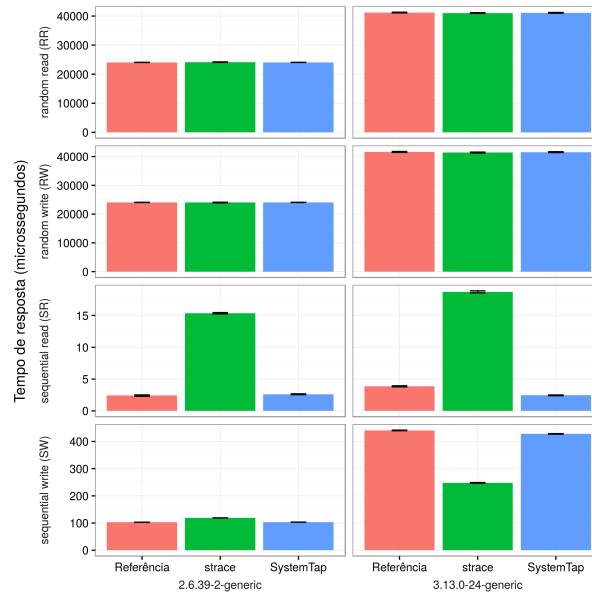 Tempo de resposta (microssegundos)
random read (RR)
40000
30000
20000
10000
0
random write (RW)
40000
30000
20000
10000
0
sequential read (SR)
15
10
5
0
sequential write (SW)
400
300
200
100
0
Referência strace SystemTap Referência strace SystemTap
2.6.39-2-generic 3.13.0-24-generic